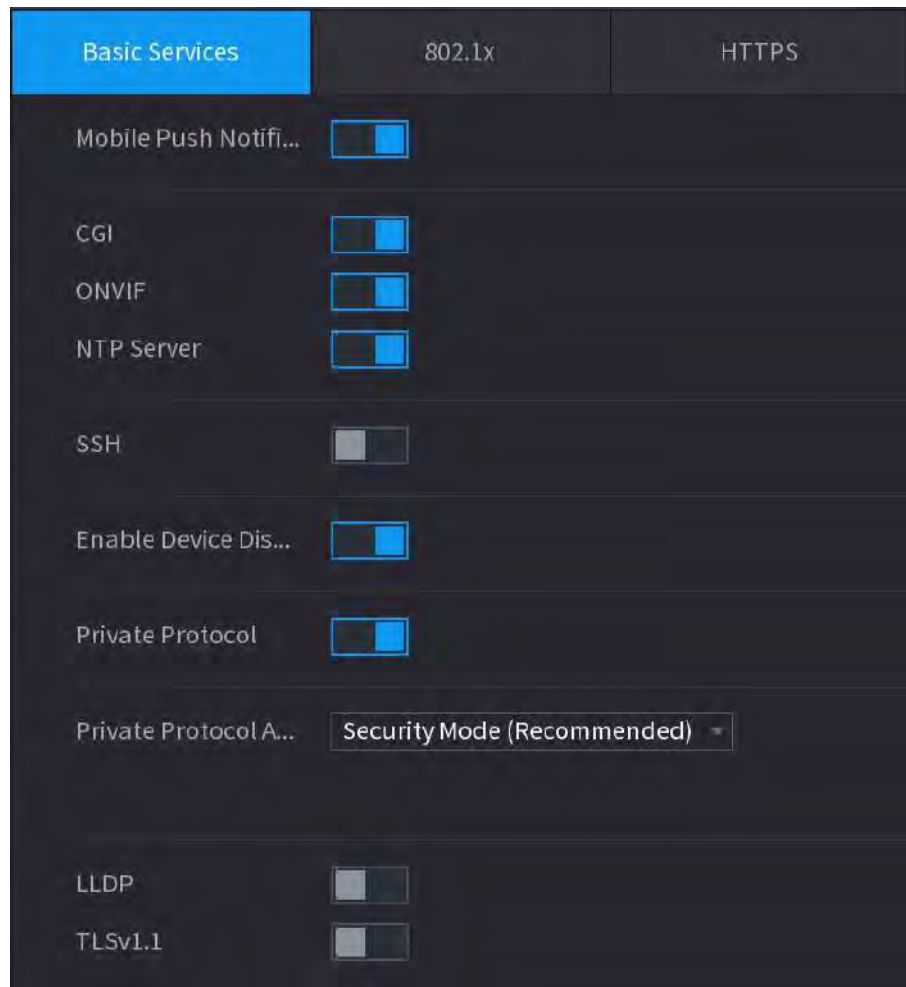 Basic Services 802.1x HTTPS
Mobile Push Notifi...
CGI
ONVIF
NTP Server
SSH
Enable Device Dis...
Private Protocol
Private Protocol A... Security Mode (Recommended)
LLDP
TLSv1.1